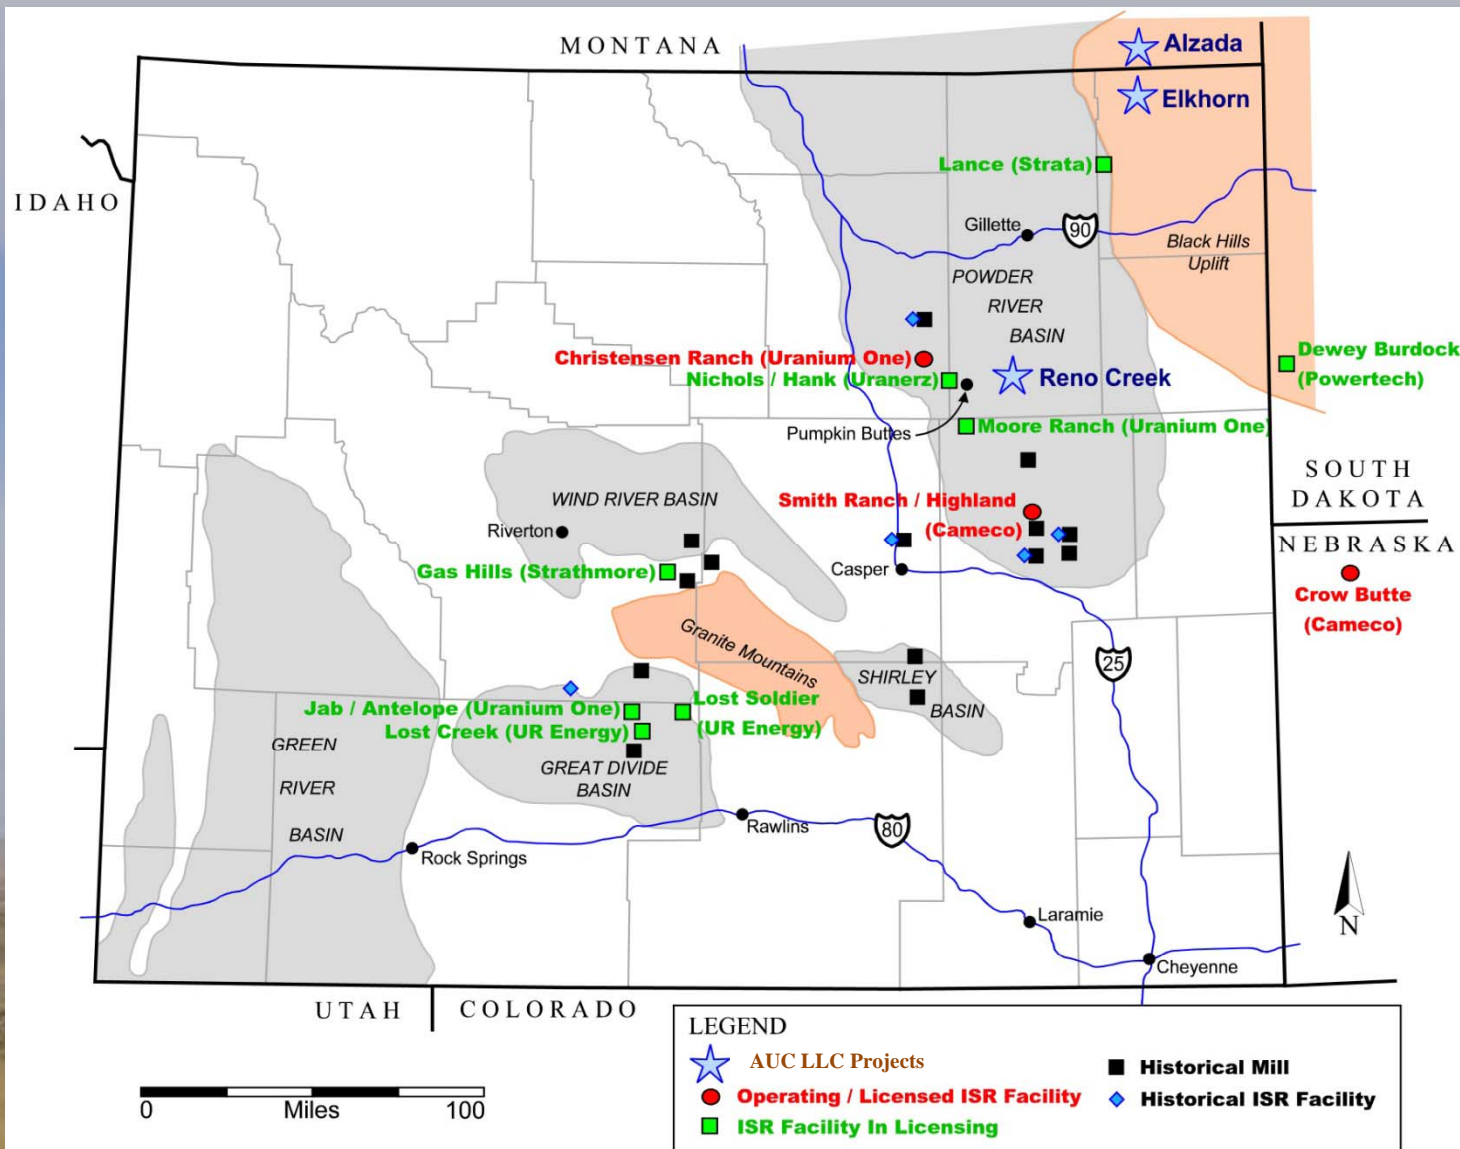 MONTANA
Alzada
Elkhorn
Lance (Strata)
IDAHO
Gillette
90
Black Hills
Uplift
POWDER
RIVER
BASIN
Christensen Ranch (Uranium One)
Nichols / Hank (Uranerz)
Reno Creek
Dewey Burdock
(Powertech)
Pumpkin Buttes
Moore Ranch (Uranium One)
SOUTH
DAKOTA
WIND RIVER BASIN
Riverton
Smith Ranch / Highland
(Cameco)
NEBRASKA
Gas Hills (Strathmore)
Casper
Crow Butte
(Cameco)
Granite Mountains
25
SHIRLEY
BASIN
Jab / Antelope (Uranium One)
Lost Soldier
(UR Energy)
Lost Creek (UR Energy)
GREEN
RIVER
BASIN
GREAT DIVIDE
BASIN
Rawlins
80
Rock Springs
Laramie
N
Cheyenne
UTAH
COLORADO
LEGEND
AUC LLC Projects
Operating / Licensed ISR Facility
ISR Facility In Licensing
Historical Mill
Historical ISR Facility
0 Miles 100